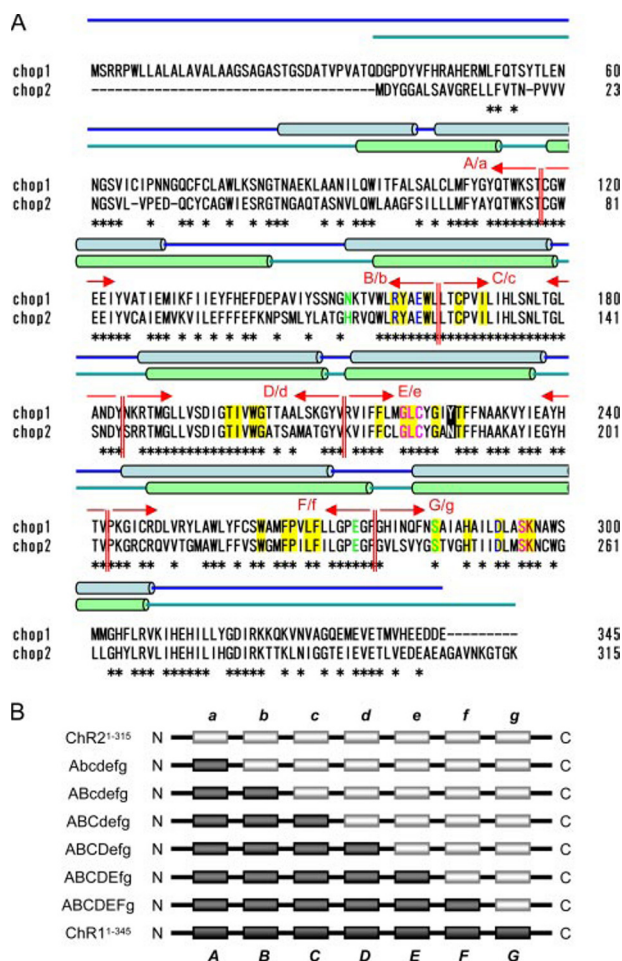 A
chop1 MSRRPWLLALALAVALAAGSAGASTGSDATVPVATQDGPDYVFHRAHERMLFQTSYTLEN 60
chop2 ------------------------------------MDYGGALSAVGRELLFVTN-PVVV 23
A/a
chop1 NGSVICIPNNGQCFCLAWLKSNGTNAEKLAANILQWITFALSALCLMFYGYQTWKSTCGW 120
chop2 NGSVL-VPED-QCYCAGWIESRGTNGAQTASNVLQWLAAGFSILLLMFYAYQTWKSTCGW 81
B/b C/c
chop1 EEIYVATIEMIKFIIEYFHEFDEPAVIYSSNGNKTVWLRYAEWLLTCPVILIHLSNLTGL 180
chop2 EEIYVCAIEMVKVILEFFFEFKNPSMLYLATGHRVQWLRYAEWLLTCPVILIHLSNLTGL 141
D/d E/e
chop1 ANDYNKRTMGLLVSDIGTIVWGTTAALSKGYVRVIFFLMGLCYGIYTFFNAAKVYIEAYH 240
chop2 SNDYSRRTMGLLVSDIGTIVWGATSAMATGYVKVIFFCLGLCYGANTFFHAAKAYIEGYH 201
F/f G/g
chop1 TVPKGICRDLVRYLAWLYFCSWAMFPVLFLLGPEGFGHINQFNSAIAHAILDLASKNAWS 300
chop2 TVPKGRCRQVVTGMAWLFFVSWGMFPILFILGPEGFGVLSVYGSTVGHTIIDLMSKNCWG 261
chop1 MMGHFLRVKIHEHILLYGDIRKKQKVNVAGQEMEVETMVHEEDDE--------- 345
chop2 LLGHYLRVLIHEHILIHGDIRKTTKLNIGGTEIEVETLVEDEAEAGAVNKGTGK 315
B
a b c d e f g
ChR21-315 N C
Abcdefg N C
ABcdefg N C
ABCdefg N C
ABCDefg N C
ABCDEfg N C
ABCDEFg N C
ChR11-345 N C
A B C D E F G